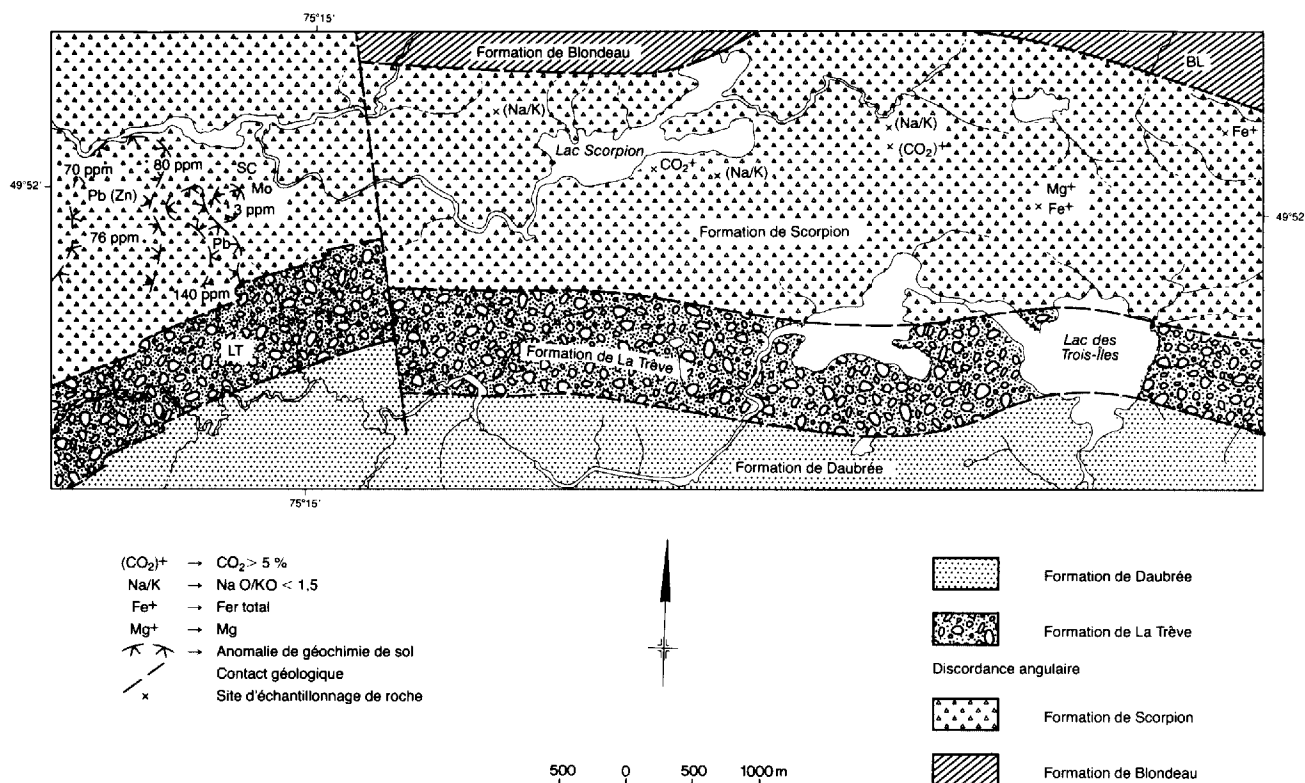 75°15'
Formation de Blondeau
BL
(Na/K)
(Na/K)
Fe+
70 ppm
80 ppm
SC
Lac Scorpion
(CO₂)+
49°52'
Pb (Zn)
Mo
CO₂+
(Na/K)
3 ppm
Mg+
Fe+
49°52'
76 ppm
Pb
Formation de Scorpion
140 ppm
LT
Formation de La Trêve
?
Lac des
Trois-Îles
Formation de Daubrée
75°15'
(CO₂)+ → CO₂ > 5 %
Na/K → Na O/KO < 1,5
Fe+ → Fer total
Mg+ → Mg
→ Anomalie de géochimie de sol
Contact géologique
x Site d'échantillonnage de roche
Formation de Daubrée
Formation de La Trêve
Discordance angulaire
Formation de Scorpion
Formation de Blondeau
500 0 500 1000 m